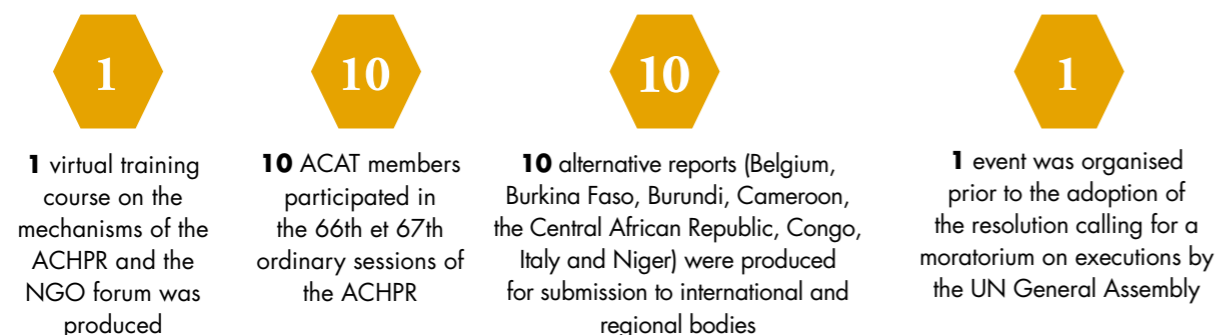 1
1 virtual training
course on the
mechanisms of the
ACHPR and the
NGO forum was
produced
10
10 ACAT members
participated in
the 66th et 67th
ordinary sessions of
the ACHPR
10
10 alternative reports (Belgium,
Burkina Faso, Burundi, Cameroon,
the Central African Republic, Congo,
Italy and Niger) were produced
for submission to international and
regional bodies
1
1 event was organised
prior to the adoption of
the resolution calling for a
moratorium on executions by
the UN General Assembly